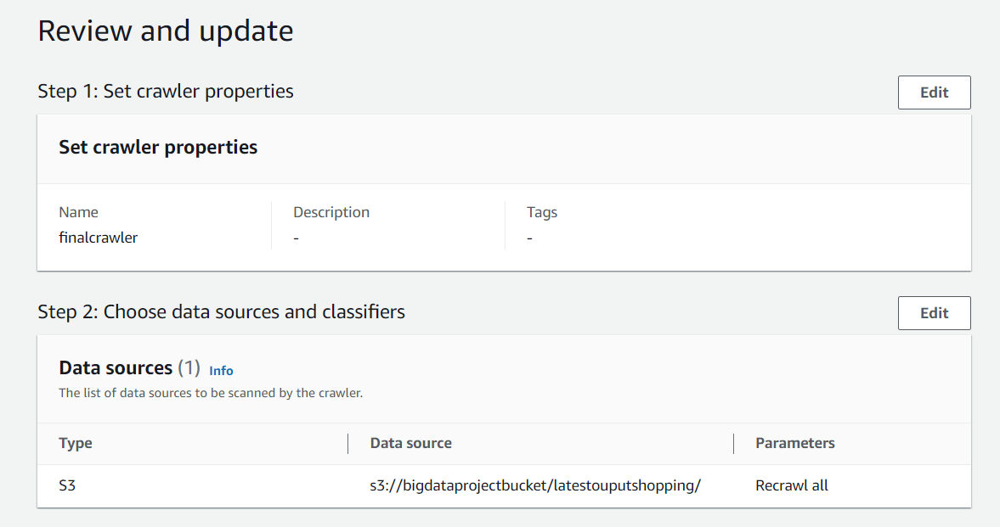 Review and update
Step 1: Set crawler properties
Edit
Set crawler properties
Name
Description
Tags
finalcrawler
-
-
Step 2: Choose data sources and classifiers
Edit
Data sources (1) Info
The list of data sources to be scanned by the crawler.
Type
Data source
Parameters
S3
s3://bigdataprojectbucket/latestouputshopping/
Recrawl all